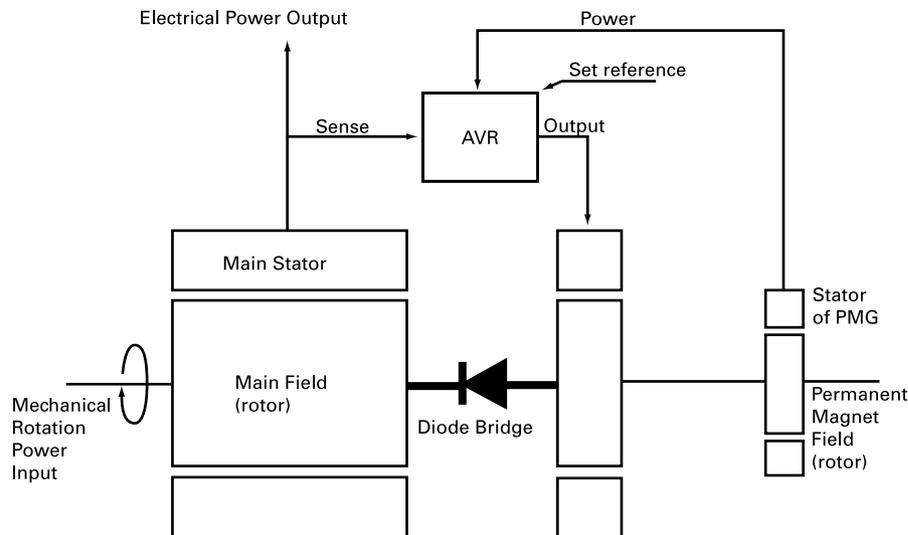 Electrical Power Output
Power
Set reference
Sense
AVR
Output
Main Stator
Stator
of PMG
Main Field
(rotor)
Diode Bridge
Mechanical
Rotation
Power
Input
Permanent
Magnet
Field
(rotor)